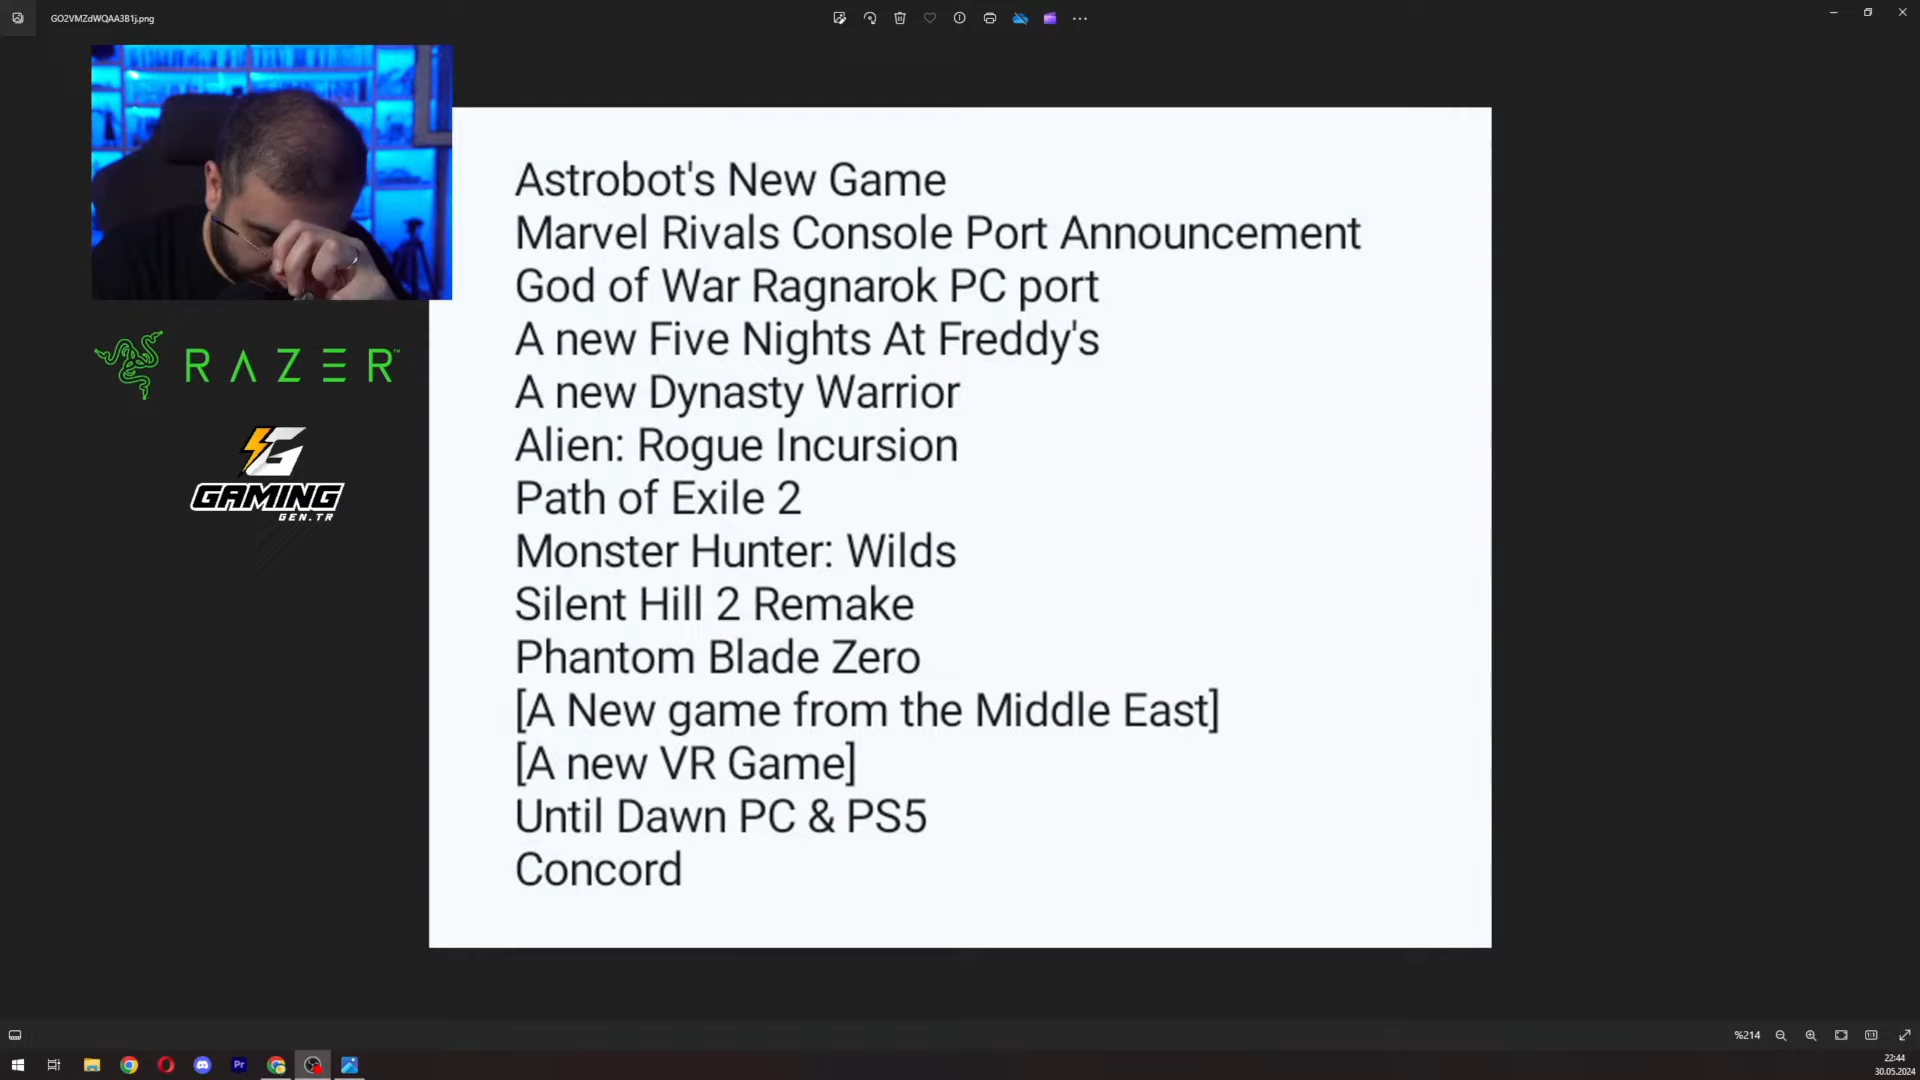 GO2VMZdWQAA3B1j.png
Astrobot's New Game
Marvel Rivals Console Port Announcement
God of War Ragnarok PC port
A new Five Nights At Freddy's
A new Dynasty Warrior
Alien: Rogue Incursion
Path of Exile 2
Monster Hunter: Wilds
Silent Hill 2 Remake
Phantom Blade Zero
[A New game from the Middle East]
[A new VR Game]
Until Dawn PC & PS5
Concord
RAZER™
G
GAMING
GEN.TR
%214
Pr
22:44
30.05.2024